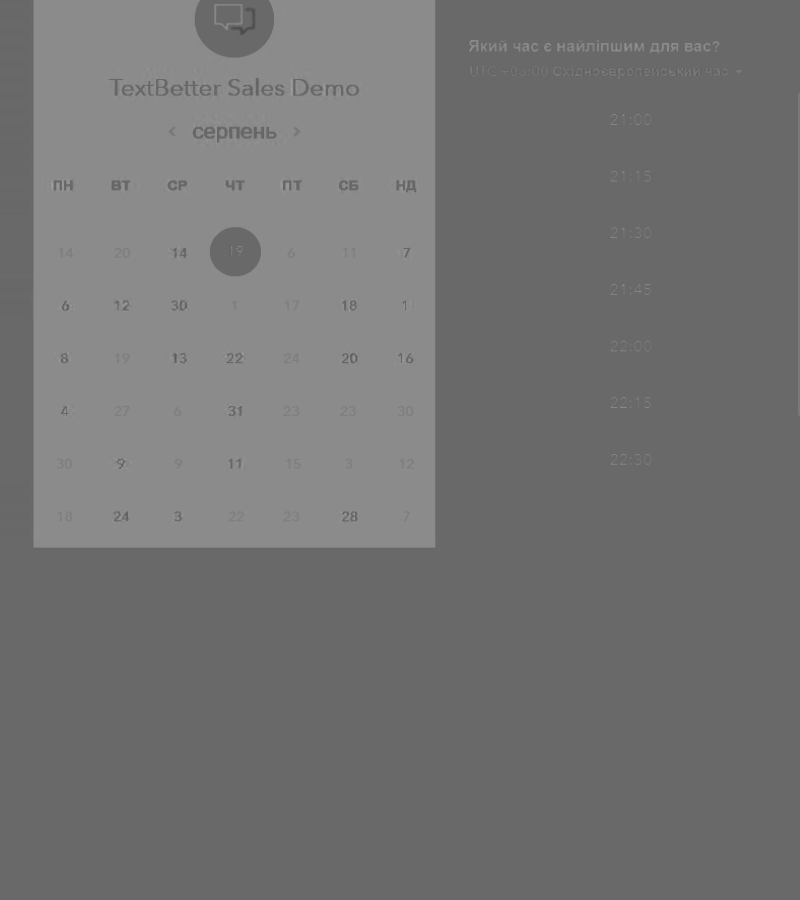 TextBetter Sales Demo
< серпень >
ПН ВТ СР ЧТ ПТ СБ НД
14 20 14 19 6 11 7
6 12 30 1 17 18 1
8 19 13 22 24 20 16
4 27 6 31 23 23 30
30 9 9 11 15 3 12
18 24 3 22 23 28 7
Який час є найліпшим для вас?
UTC +03:00 Східноєвропейський час
21:00
21:15
21:30
21:45
22:00
22:15
22:30